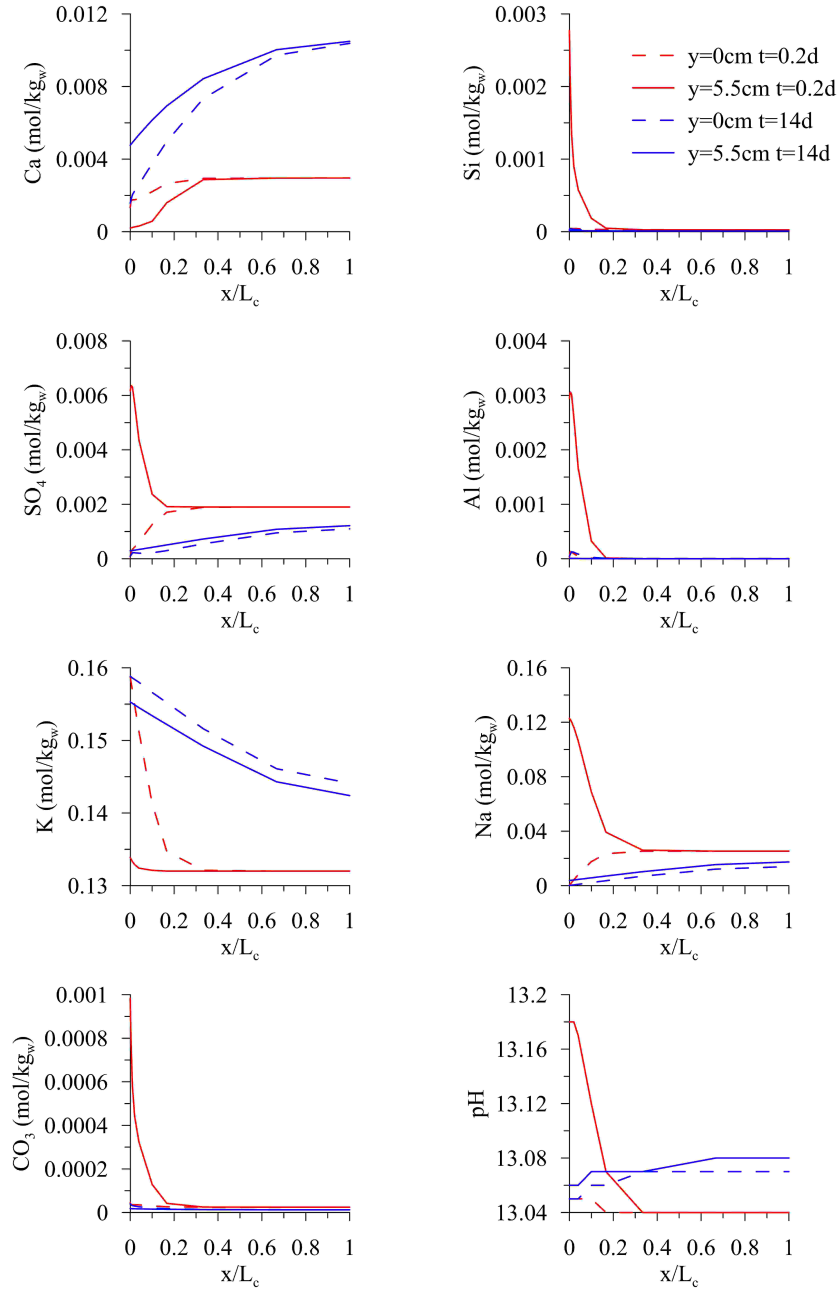 0.012
0.008
0.004
0
Ca (mol/kgw)
0 0.2 0.4 0.6 0.8 1
x/Lc
0.003
0.002
0.001
0
Si (mol/kgw)
0 0.2 0.4 0.6 0.8 1
x/Lc
y=0cm t=0.2d
y=5.5cm t=0.2d
y=0cm t=14d
y=5.5cm t=14d
0.008
0.006
0.004
0.002
0
SO4 (mol/kgw)
0 0.2 0.4 0.6 0.8 1
x/Lc
0.004
0.003
0.002
0.001
0
Al (mol/kgw)
0 0.2 0.4 0.6 0.8 1
x/Lc
0.16
0.15
0.14
0.13
K (mol/kgw)
0 0.2 0.4 0.6 0.8 1
x/Lc
0.16
0.12
0.08
0.04
0
Na (mol/kgw)
0 0.2 0.4 0.6 0.8 1
x/Lc
0.001
0.0008
0.0006
0.0004
0.0002
0
CO3 (mol/kgw)
0 0.2 0.4 0.6 0.8 1
x/Lc
13.2
13.16
13.12
13.08
13.04
pH
0 0.2 0.4 0.6 0.8 1
x/Lc